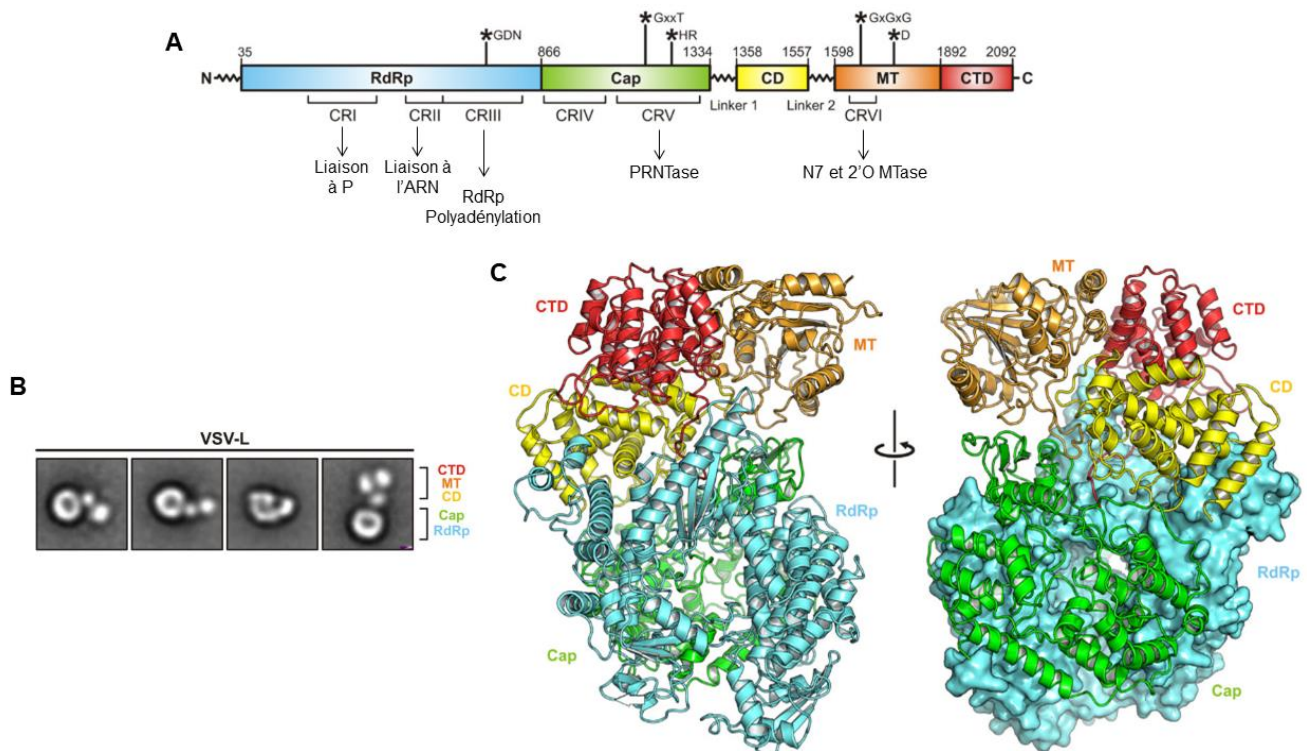 A
*GxxT
*GxGxG
*GDN
*HR
*D
35
866
1334
1358
1557
1598
1892
2092
N
RdRp
Cap
CD
MT
CTD
C
Linker 1
Linker 2
CRI
CRII
CRIII
CRIV
CRV
CRVI
Liaison
à P
Liaison à
l'ARN
RdRp
Polyadénylation
PRNTase
N7 et 2'O MTase
B
VSV-L
CTD
MT
CD
Cap
RdRp
C
CTD
MT
CD
RdRp
Cap
MT
CTD
CD
RdRp
Cap